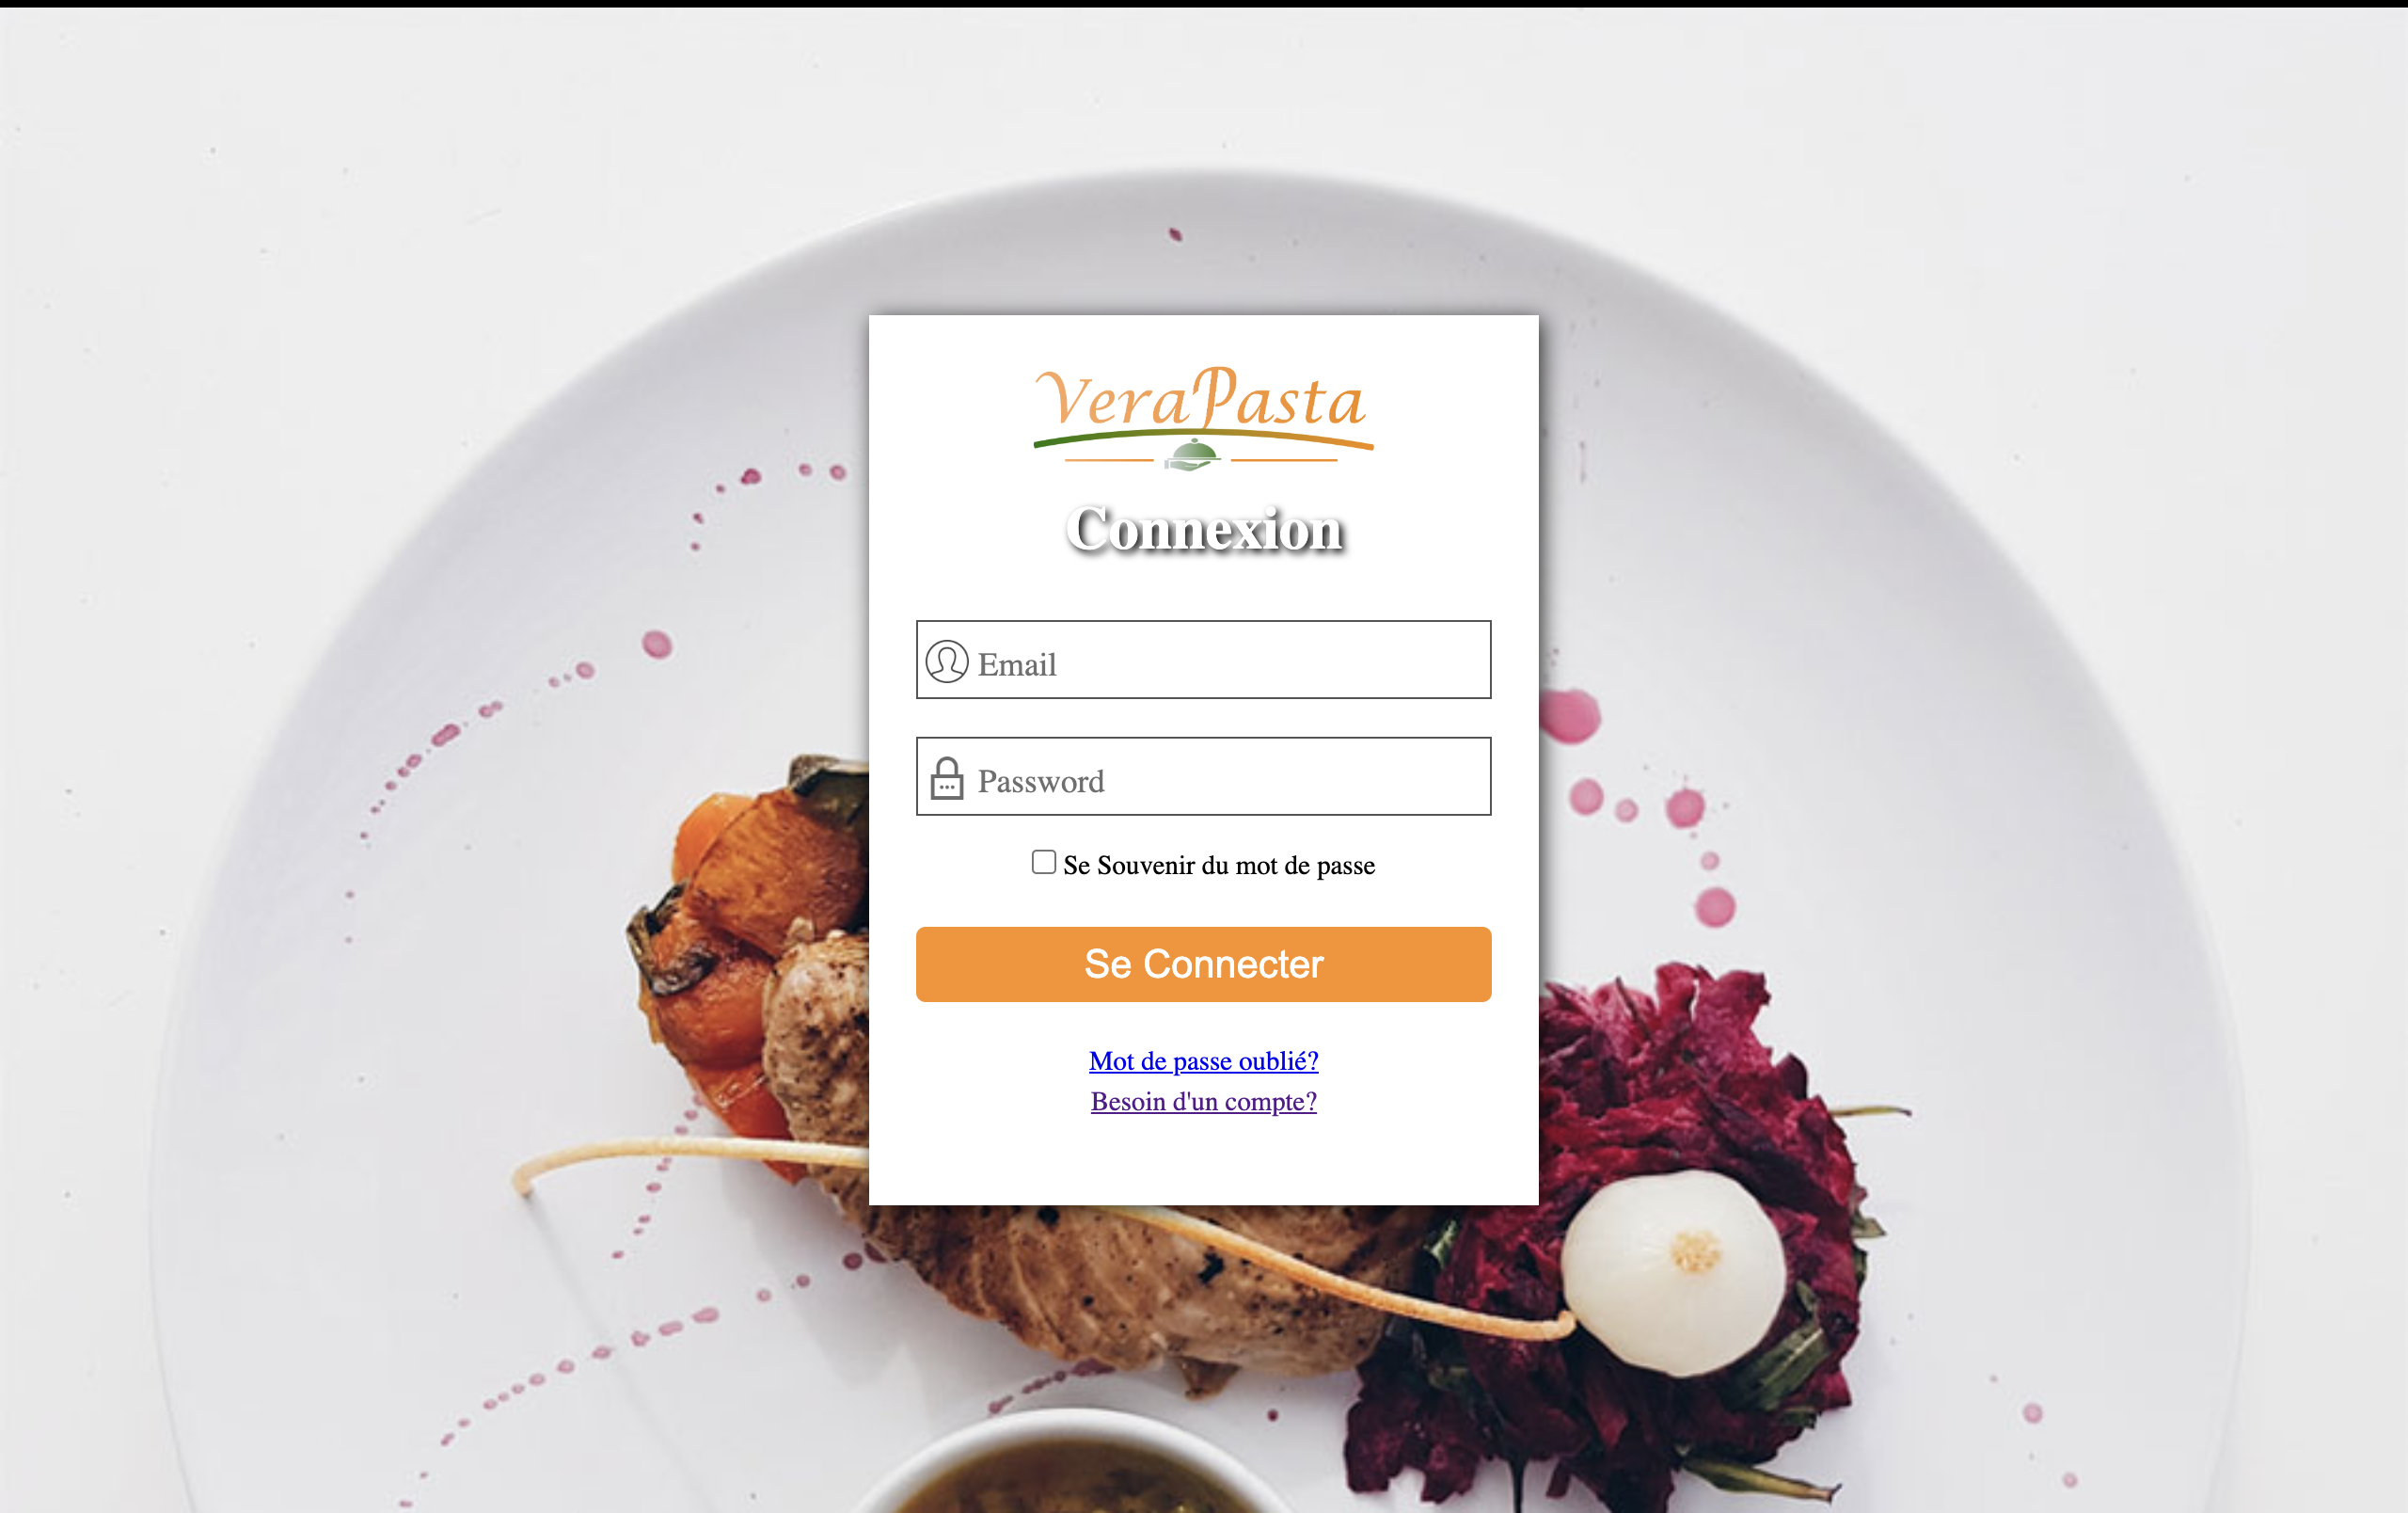 VeraPasta
Connexion
Email
Password
Se Souvenir du mot de passe
Se Connecter
Mot de passe oublié?
Besoin d'un compte?